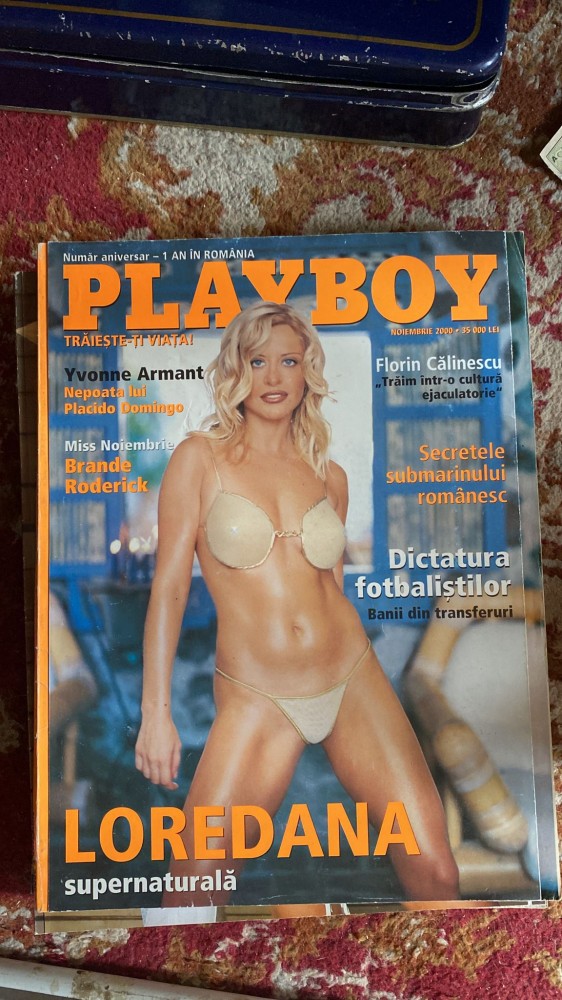 Număr aniversar – 1 AN ÎN ROMÂNIA
PLAYBOY
TRĂIEȘTE-ȚI VIAȚA!
NOIEMBRIE 2000 • 35 000 LEI
Yvonne Armant
Nepoata lui
Placido Domingo
Miss Noiembrie
Brande
Roderick
Florin Călinescu
„Trăim într-o cultură
ejaculatorie“
Secretele
submarinului
românesc
Dictatura
fotbaliștilor
Banii din transferuri
LOREDANA
supernaturală